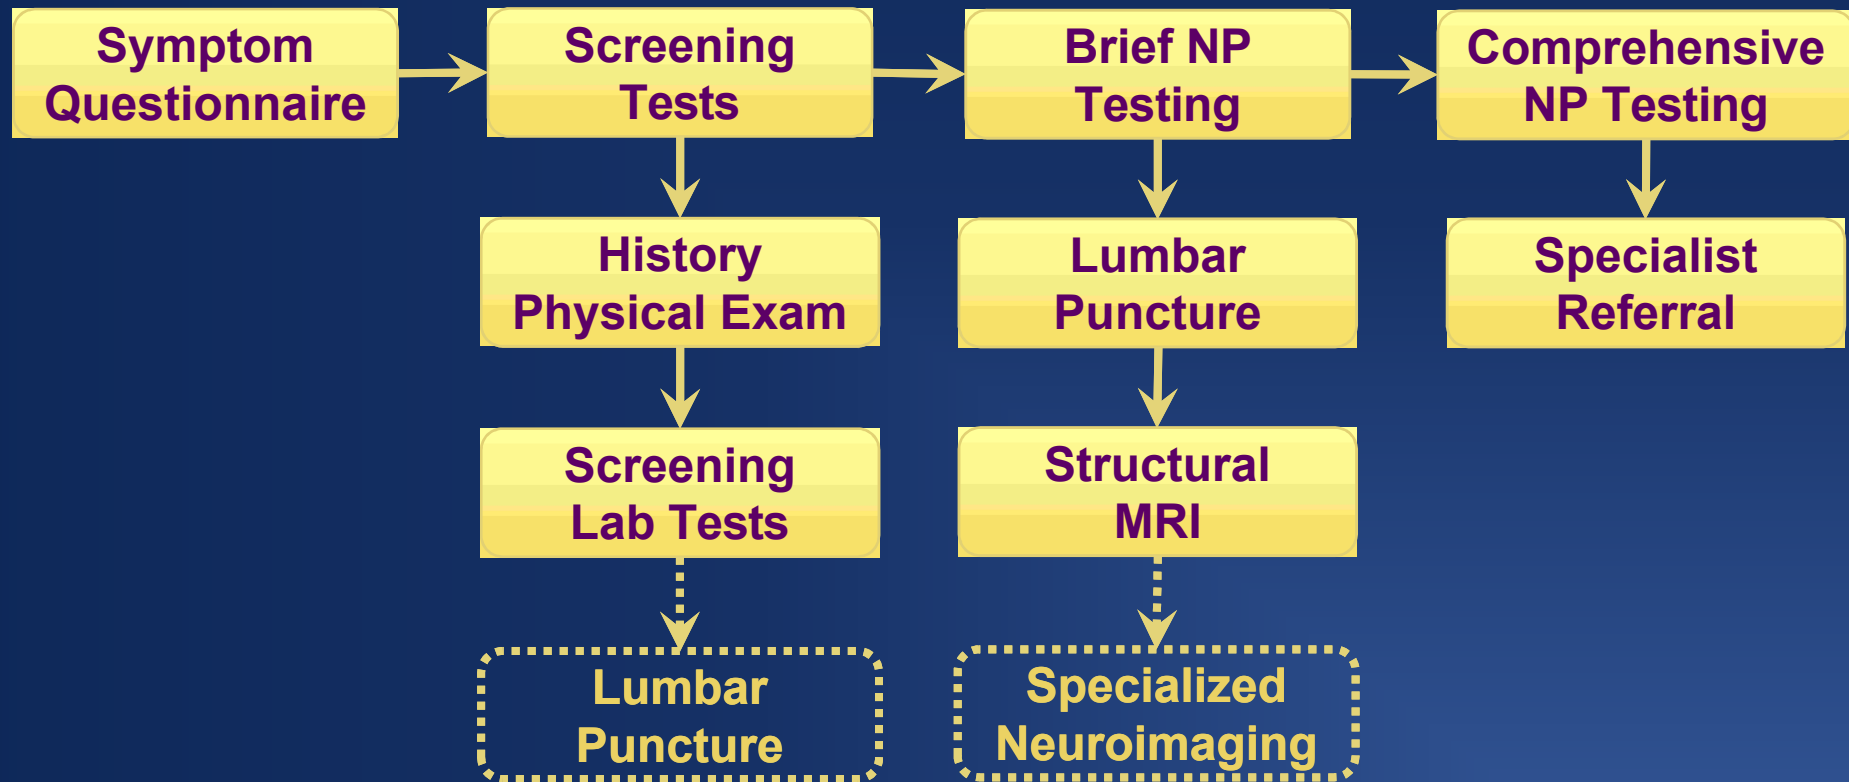 Symptom
Questionnaire
Screening
Tests
Brief NP
Testing
Comprehensive
NP Testing
History
Physical Exam
Lumbar
Puncture
Specialist
Referral
Screening
Lab Tests
Structural
MRI
Lumbar
Puncture
Specialized
Neuroimaging